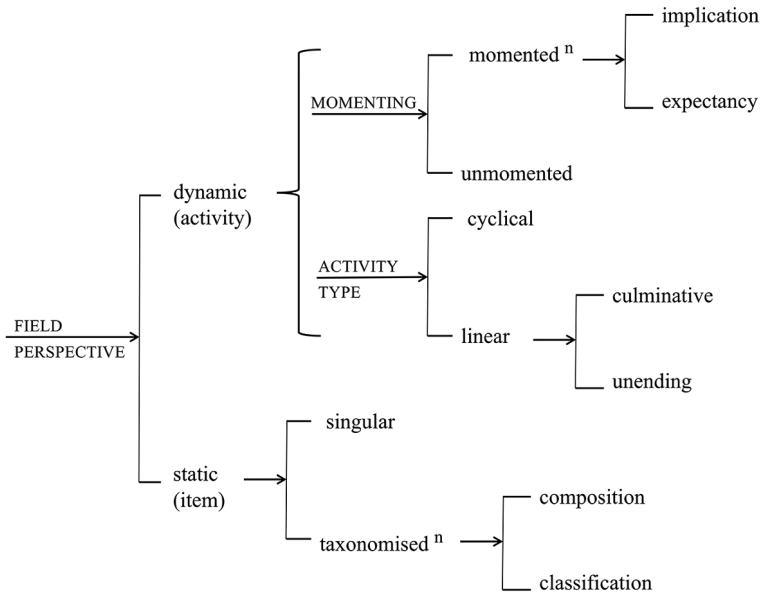 implication
momented n
MOMENTING
expectancy
unmomented
dynamic
(activity)
cyclical
ACTIVITY
TYPE
culminative
linear
unending
FIELD
PERSPECTIVE
singular
static
(item)
composition
taxonomised n
classification